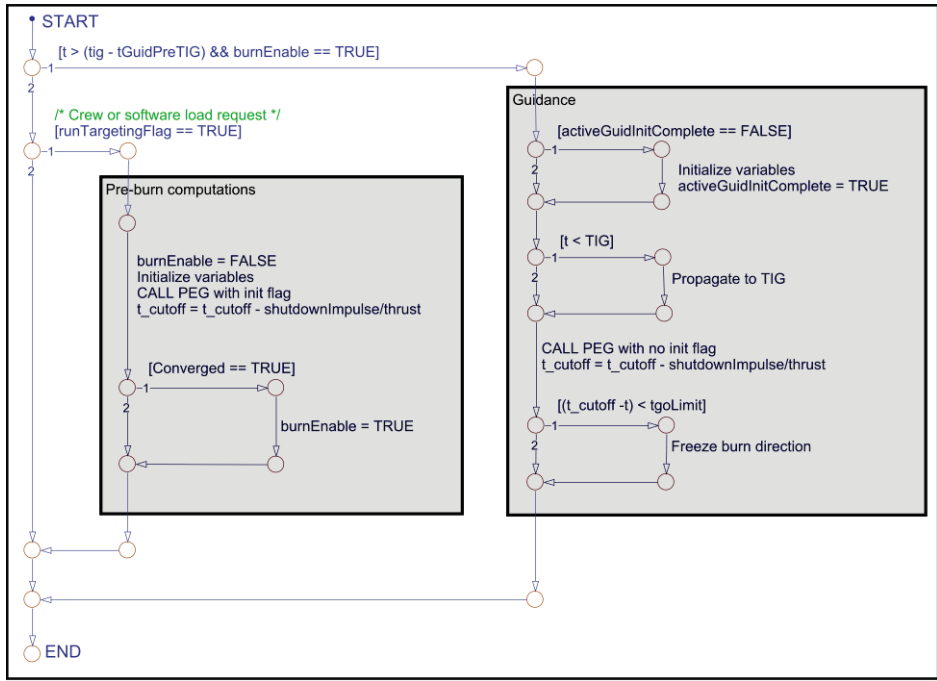 START
[t > (tig - tGuidPreTIG) && burnEnable == TRUE]
1
2
/* Crew or software load request */
[runTargetingFlag == TRUE]
1
2
Pre-burn computations
burnEnable = FALSE
Initialize variables
CALL PEG with init flag
t_cutoff = t_cutoff - shutdownImpulse/thrust
[Converged == TRUE]
1
2
burnEnable = TRUE
Guidance
[activeGuidInitComplete == FALSE]
1
2
Initialize variables
activeGuidInitComplete = TRUE
[t < TIG]
1
2
Propagate to TIG
CALL PEG with no init flag
t_cutoff = t_cutoff - shutdownImpulse/thrust
[(t_cutoff -t) < tgoLimit]
1
2
Freeze burn direction
END